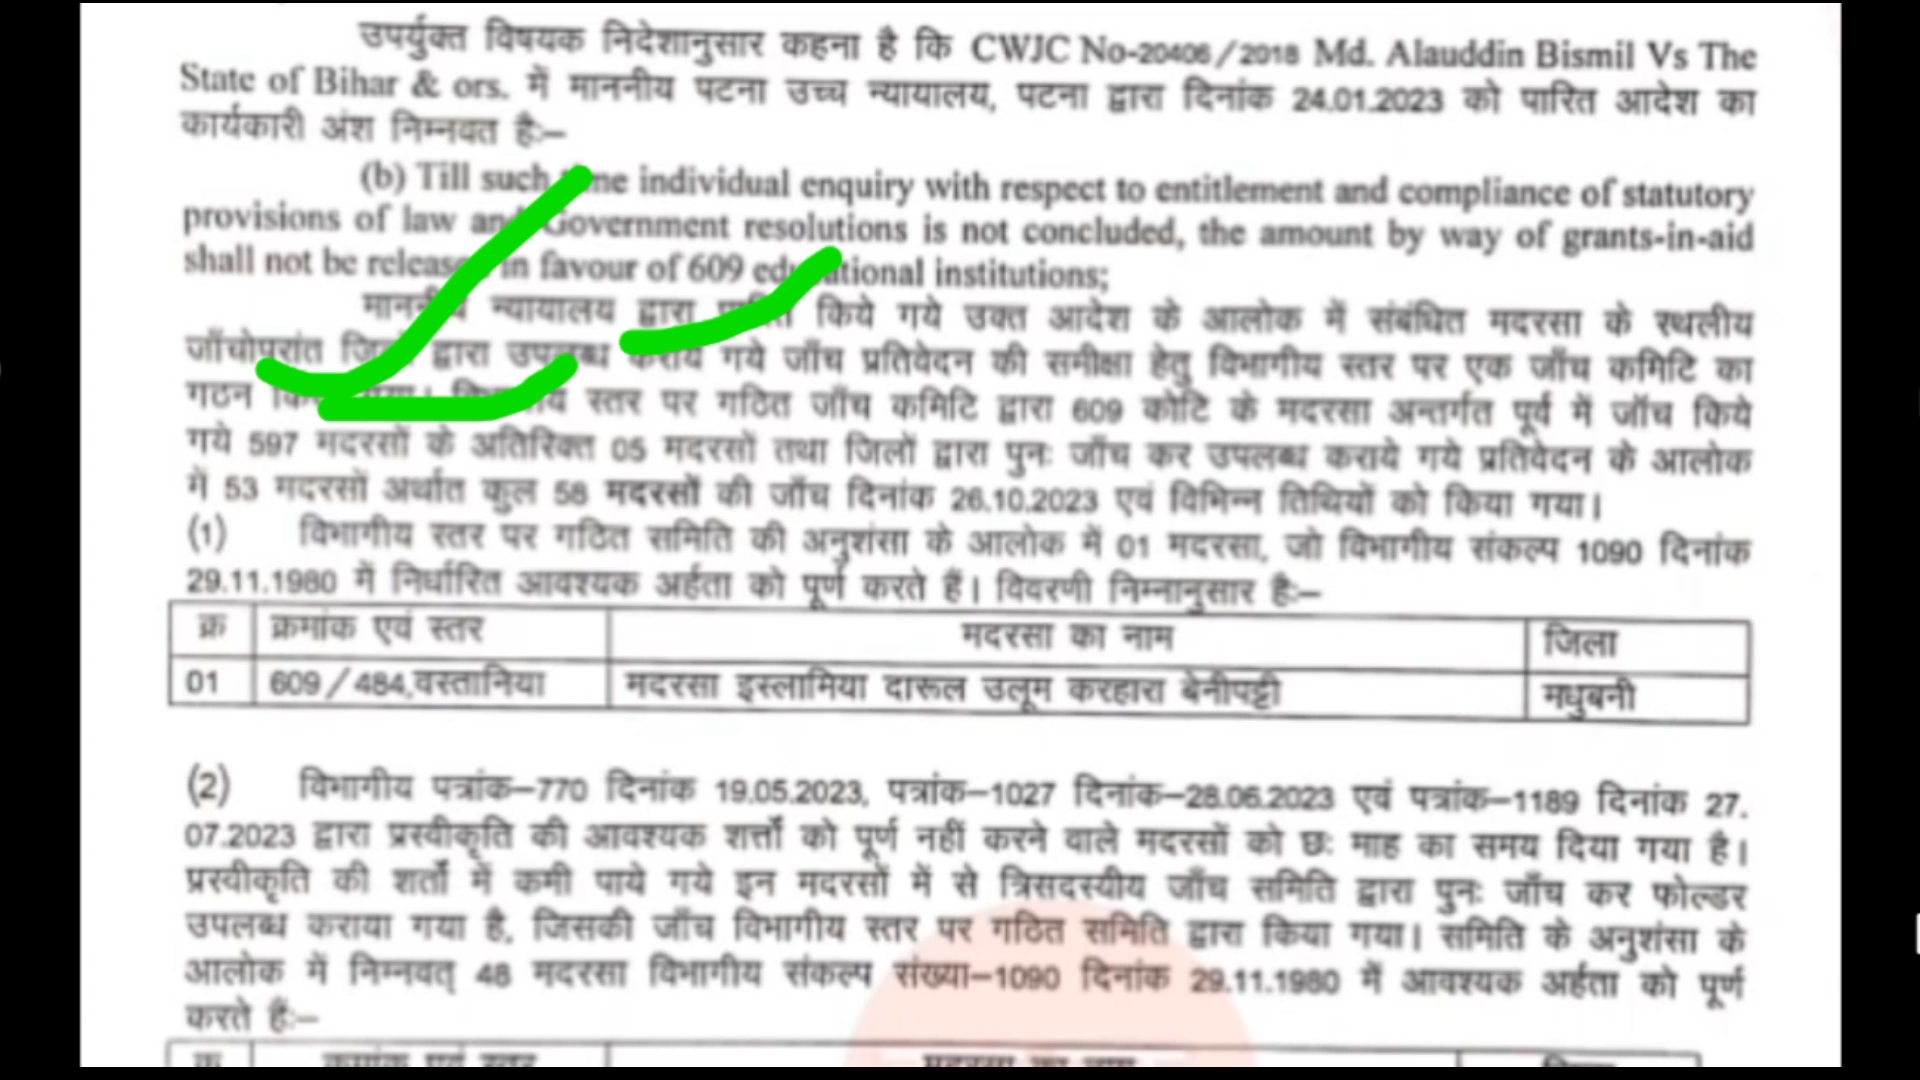 उपर्युक्त विषयक निदेशानुसार कहना है कि CWJC No-20406/2018 Md. Alauddin Bismil Vs The
State of Bihar & ors. में माननीय पटना उच्च न्यायालय, पटना द्वारा दिनांक 24.01.2023 को पारित आदेश का
कार्यकारी अंश निम्नवत है:–
(b) Till such time individual enquiry with respect to entitlement and compliance of statutory
provisions of law and Government resolutions is not concluded, the amount by way of grants-in-aid
shall not be released in favour of 609 educational institutions;
माननीय न्यायालय द्वारा पारित किये गये उक्त आदेश के आलोक में संबंधित मदरसा के स्थलीय
जाँचोपरांत जिला द्वारा उपलब्ध कराये गये जाँच प्रतिवेदन की समीक्षा हेतु विभागीय स्तर पर एक जाँच कमिटि का
गठन किया गया। विभागीय स्तर पर गठित जाँच कमिटि द्वारा 609 कोटि के मदरसा अन्तर्गत पूर्व में जॉच किये
गये 597 मदरसों के अतिरिक्त 05 मदरसों तथा जिलों द्वारा पुनः जाँच कर उपलब्ध कराये गये प्रतिवेदन के आलोक
में 53 मदरसों अर्थात कुल 58 मदरसों की जाँच दिनांक 26.10.2023 एवं विभिन्न तिथियों को किया गया।
(1) विभागीय स्तर पर गठित समिति की अनुशंसा के आलोक में 01 मदरसा, जो विभागीय संकल्प 1090 दिनांक
29.11.1980 में निर्धारित आवश्यक अर्हता को पूर्ण करते हैं। विवरणी निम्नानुसार है:–
क्र क्रमांक एवं स्तर मदरसा का नाम जिला
01 609/484,वस्तानिया मदरसा इस्लामिया दारूल उलूम करहारा बेनीपट्टी मधुबनी
(2) विभागीय पत्रांक–770 दिनांक 19.05.2023, पत्रांक–1027 दिनांक–28.06.2023 एवं पत्रांक–1189 दिनांक 27.
07.2023 द्वारा प्रस्वीकृति की आवश्यक शर्त्तों को पूर्ण नहीं करने वाले मदरसों को छः माह का समय दिया गया है।
प्रस्वीकृति की शर्तों में कमी पाये गये इन मदरसों में से त्रिसदस्यीय जाँच समिति द्वारा पुनः जाँच कर फोल्डर
उपलब्ध कराया गया है, जिसकी जाँच विभागीय स्तर पर गठित समिति द्वारा किया गया। समिति के अनुशंसा के
आलोक में निम्नवत् 48 मदरसा विभागीय संकल्प संख्या–1090 दिनांक 29.11.1980 में आवश्यक अर्हता को पूर्ण
करते हैं:–